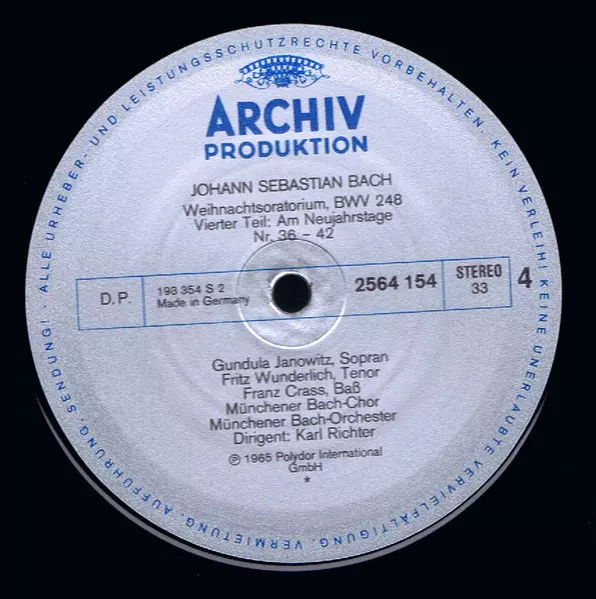 ALLE URHEBER- UND LEISTUNGSSCHUTZRECHTE VORBEHALTEN. KEIN VERLEIH! KEINE UNERLAUBTE VERVIELFÄLTIGUNG, VERMIETUNG, AUFFÜHRUNG, SENDUNG! ·
ARCHIV
PRODUKTION
JOHANN SEBASTIAN BACH
Weihnachtsoratorium, BWV 248
Vierter Teil: Am Neujahrstage
Nr. 36 - 42
D.P.
198 354 S 2
Made in Germany
2564 154
STEREO
33
4
Gundula Janowitz, Sopran
Fritz Wunderlich, Tenor
Franz Crass, Baß
Münchener Bach-Chor
Münchener Bach-Orchester
Dirigent: Karl Richter
℗ 1965 Polydor International
GmbH
*